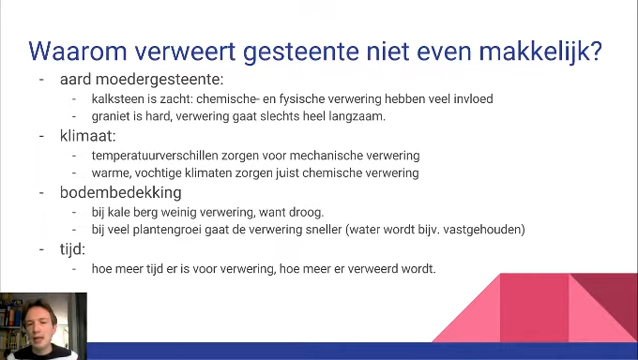 Waarom verweert gesteente niet even makkelijk?
- aard moedergesteente:
- kalksteen is zacht: chemische- en fysische verwering hebben veel invloed
- graniet is hard, verwering gaat slechts heel langzaam.
- klimaat:
- temperatuurverschillen zorgen voor mechanische verwering
- warme, vochtige klimaten zorgen juist chemische verwering
- bodembedekking
- bij kale berg weinig verwering, want droog.
- bij veel plantengroei gaat de verwering sneller (water wordt bijv. vastgehouden)
- tijd:
- hoe meer tijd er is voor verwering, hoe meer er verweerd wordt.